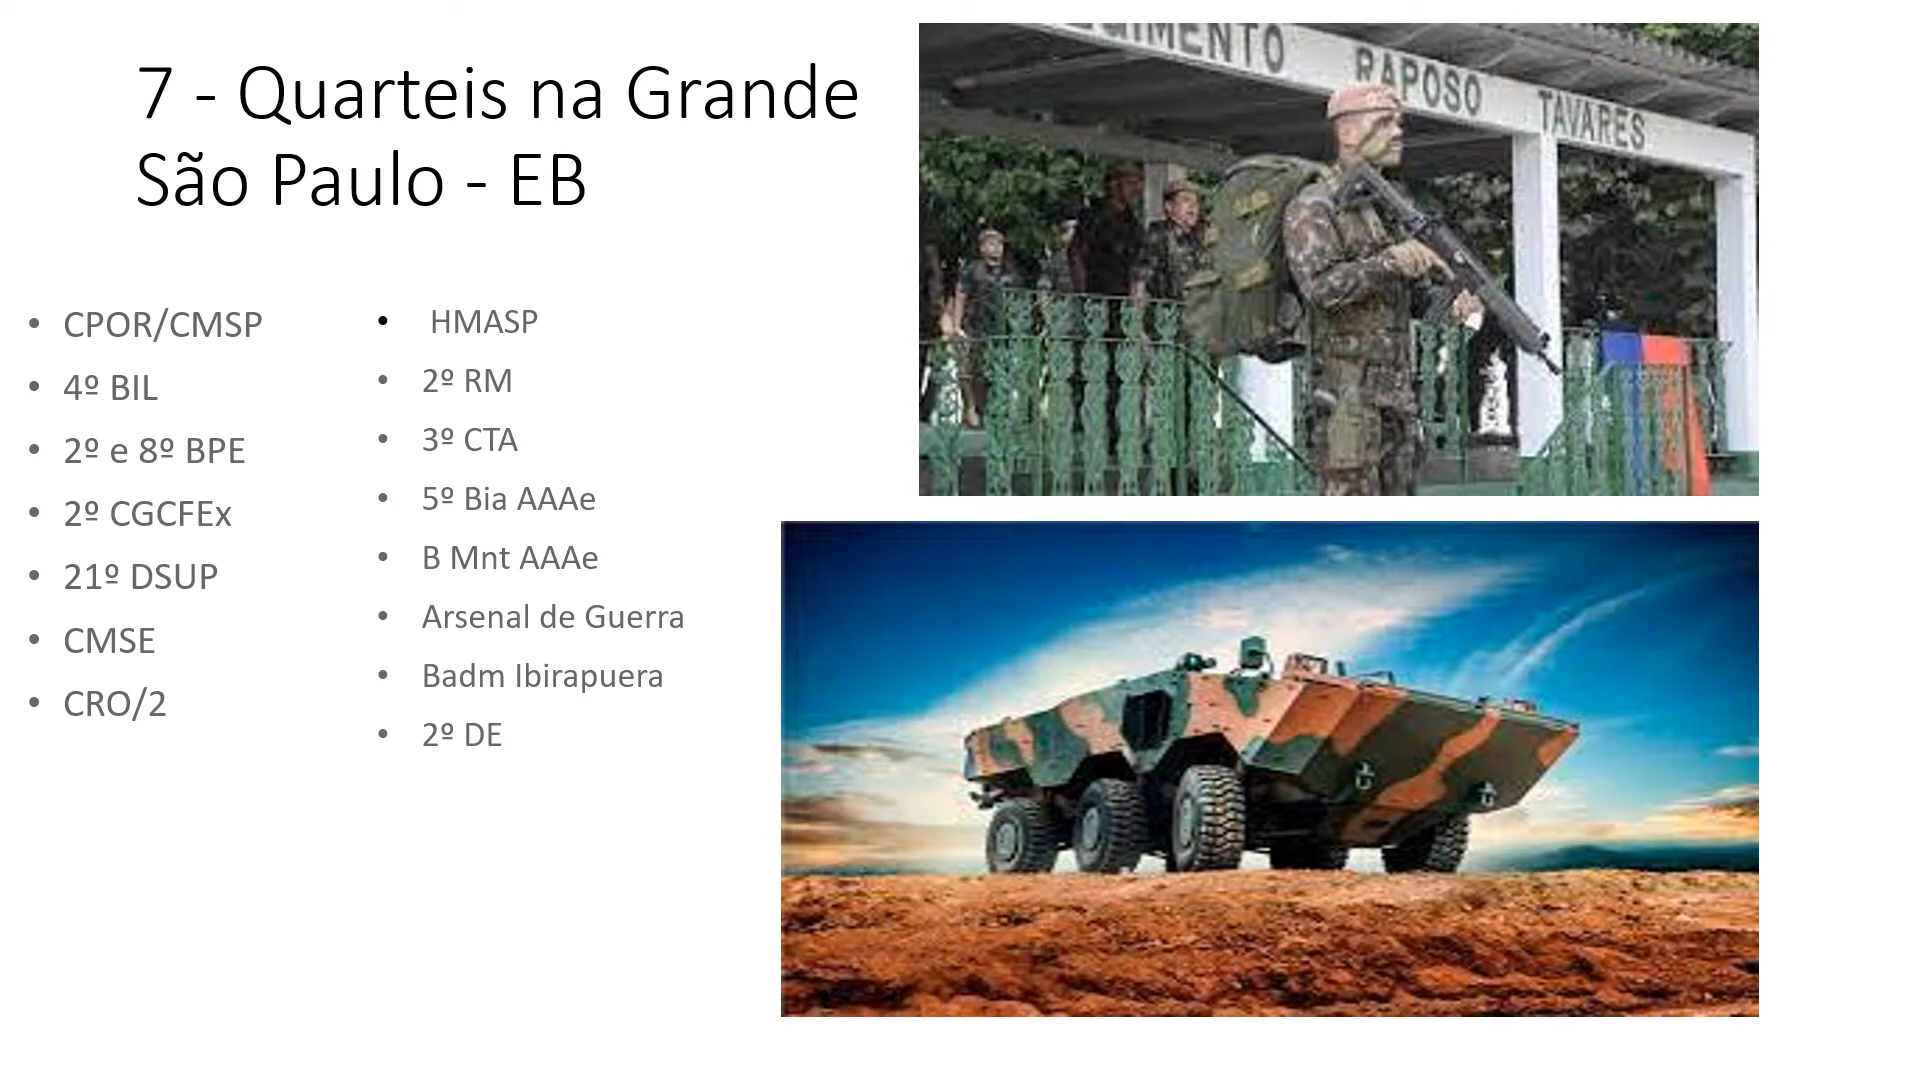 7 - Quarteis na Grande
São Paulo - EB
• CPOR/CMSP
• 4º BIL
• 2º e 8º BPE
• 2º CGCFEx
• 21º DSUP
• CMSE
• CRO/2
• HMASP
• 2º RM
• 3º CTA
• 5º Bia AAAe
• B Mnt AAAe
• Arsenal de Guerra
• Badm Ibirapuera
• 2º DE
GIMENTO RAPOSO TAVARES